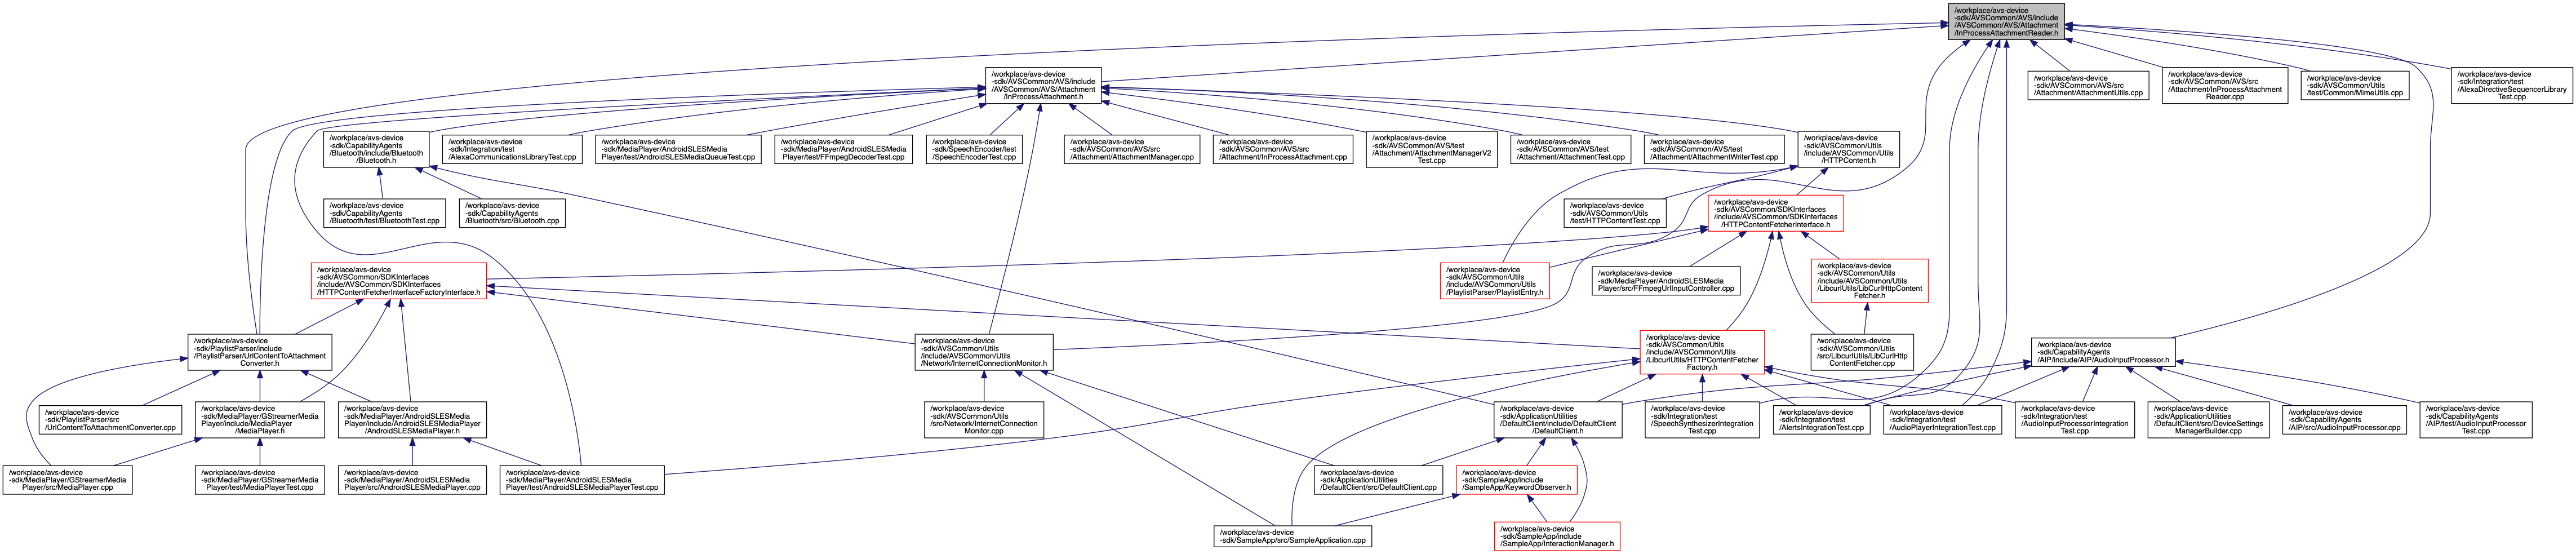 /workplace/avs-device
-sdk/AVSCommon/AVS/include
/AVSCommon/AVS/Attachment
/InProcessAttachmentReader.h
/workplace/avs-device
-sdk/AVSCommon/AVS/include
/AVSCommon/AVS/Attachment
/InProcessAttachment.h
/workplace/avs-device
-sdk/AVSCommon/AVS/src
/Attachment/AttachmentUtils.cpp
/workplace/avs-device
-sdk/AVSCommon/AVS/src
/Attachment/InProcessAttachment
Reader.cpp
/workplace/avs-device
-sdk/AVSCommon/Utils
/test/Common/MimeUtils.cpp
/workplace/avs-device
-sdk/Integration/test
/AlexaDirectiveSequencerLibrary
Test.cpp
/workplace/avs-device
-sdk/CapabilityAgents
/Bluetooth/include/Bluetooth
/Bluetooth.h
/workplace/avs-device
-sdk/Integration/test
/AlexaCommunicationsLibraryTest.cpp
/workplace/avs-device
-sdk/MediaPlayer/AndroidSLESMedia
Player/test/AndroidSLESMediaQueueTest.cpp
/workplace/avs-device
-sdk/MediaPlayer/AndroidSLESMedia
Player/test/FFmpegDecoderTest.cpp
/workplace/avs-device
-sdk/SpeechEncoder/test
/SpeechEncoderTest.cpp
/workplace/avs-device
-sdk/AVSCommon/AVS/src
/Attachment/AttachmentManager.cpp
/workplace/avs-device
-sdk/AVSCommon/AVS/src
/Attachment/InProcessAttachment.cpp
/workplace/avs-device
-sdk/AVSCommon/AVS/test
/Attachment/AttachmentManagerV2
Test.cpp
/workplace/avs-device
-sdk/AVSCommon/AVS/test
/Attachment/AttachmentTest.cpp
/workplace/avs-device
-sdk/AVSCommon/AVS/test
/Attachment/AttachmentWriterTest.cpp
/workplace/avs-device
-sdk/AVSCommon/Utils
/include/AVSCommon/Utils
/HTTPContent.h
/workplace/avs-device
-sdk/CapabilityAgents
/Bluetooth/test/BluetoothTest.cpp
/workplace/avs-device
-sdk/CapabilityAgents
/Bluetooth/src/Bluetooth.cpp
/workplace/avs-device
-sdk/AVSCommon/Utils
/test/HTTPContentTest.cpp
/workplace/avs-device
-sdk/AVSCommon/SDKInterfaces
/include/AVSCommon/SDKInterfaces
/HTTPContentFetcherInterface.h
/workplace/avs-device
-sdk/AVSCommon/SDKInterfaces
/include/AVSCommon/SDKInterfaces
/HTTPContentFetcherInterfaceFactoryInterface.h
/workplace/avs-device
-sdk/AVSCommon/Utils
/include/AVSCommon/Utils
/PlaylistParser/PlaylistEntry.h
/workplace/avs-device
-sdk/MediaPlayer/AndroidSLESMedia
Player/src/FFmpegUrlInputController.cpp
/workplace/avs-device
-sdk/AVSCommon/Utils
/include/AVSCommon/Utils
/LibcurlUtils/LibCurlHttpContent
Fetcher.h
/workplace/avs-device
-sdk/PlaylistParser/include
/PlaylistParser/UrlContentToAttachment
Converter.h
/workplace/avs-device
-sdk/AVSCommon/Utils
/include/AVSCommon/Utils
/Network/InternetConnectionMonitor.h
/workplace/avs-device
-sdk/AVSCommon/Utils
/include/AVSCommon/Utils
/LibcurlUtils/HTTPContentFetcher
Factory.h
/workplace/avs-device
-sdk/AVSCommon/Utils
/src/LibcurlUtils/LibCurlHttp
ContentFetcher.cpp
/workplace/avs-device
-sdk/CapabilityAgents
/AIP/include/AIP/AudioInputProcessor.h
/workplace/avs-device
-sdk/PlaylistParser/src
/UrlContentToAttachmentConverter.cpp
/workplace/avs-device
-sdk/MediaPlayer/GStreamerMedia
Player/include/MediaPlayer
/MediaPlayer.h
/workplace/avs-device
-sdk/MediaPlayer/AndroidSLESMedia
Player/include/AndroidSLESMediaPlayer
/AndroidSLESMediaPlayer.h
/workplace/avs-device
-sdk/AVSCommon/Utils
/src/Network/InternetConnection
Monitor.cpp
/workplace/avs-device
-sdk/ApplicationUtilities
/DefaultClient/include/DefaultClient
/DefaultClient.h
/workplace/avs-device
-sdk/Integration/test
/SpeechSynthesizerIntegration
Test.cpp
/workplace/avs-device
-sdk/Integration/test
/AlertsIntegrationTest.cpp
/workplace/avs-device
-sdk/Integration/test
/AudioPlayerIntegrationTest.cpp
/workplace/avs-device
-sdk/Integration/test
/AudioInputProcessorIntegration
Test.cpp
/workplace/avs-device
-sdk/ApplicationUtilities
/DefaultClient/src/DeviceSettings
ManagerBuilder.cpp
/workplace/avs-device
-sdk/CapabilityAgents
/AIP/src/AudioInputProcessor.cpp
/workplace/avs-device
-sdk/CapabilityAgents
/AIP/test/AudioInputProcessor
Test.cpp
/workplace/avs-device
-sdk/MediaPlayer/GStreamerMedia
Player/src/MediaPlayer.cpp
/workplace/avs-device
-sdk/MediaPlayer/GStreamerMedia
Player/test/MediaPlayerTest.cpp
/workplace/avs-device
-sdk/MediaPlayer/AndroidSLESMedia
Player/src/AndroidSLESMediaPlayer.cpp
/workplace/avs-device
-sdk/MediaPlayer/AndroidSLESMedia
Player/test/AndroidSLESMediaPlayerTest.cpp
/workplace/avs-device
-sdk/ApplicationUtilities
/DefaultClient/src/DefaultClient.cpp
/workplace/avs-device
-sdk/SampleApp/include
/SampleApp/KeywordObserver.h
/workplace/avs-device
-sdk/SampleApp/src/SampleApplication.cpp
/workplace/avs-device
-sdk/SampleApp/include
/SampleApp/InteractionManager.h